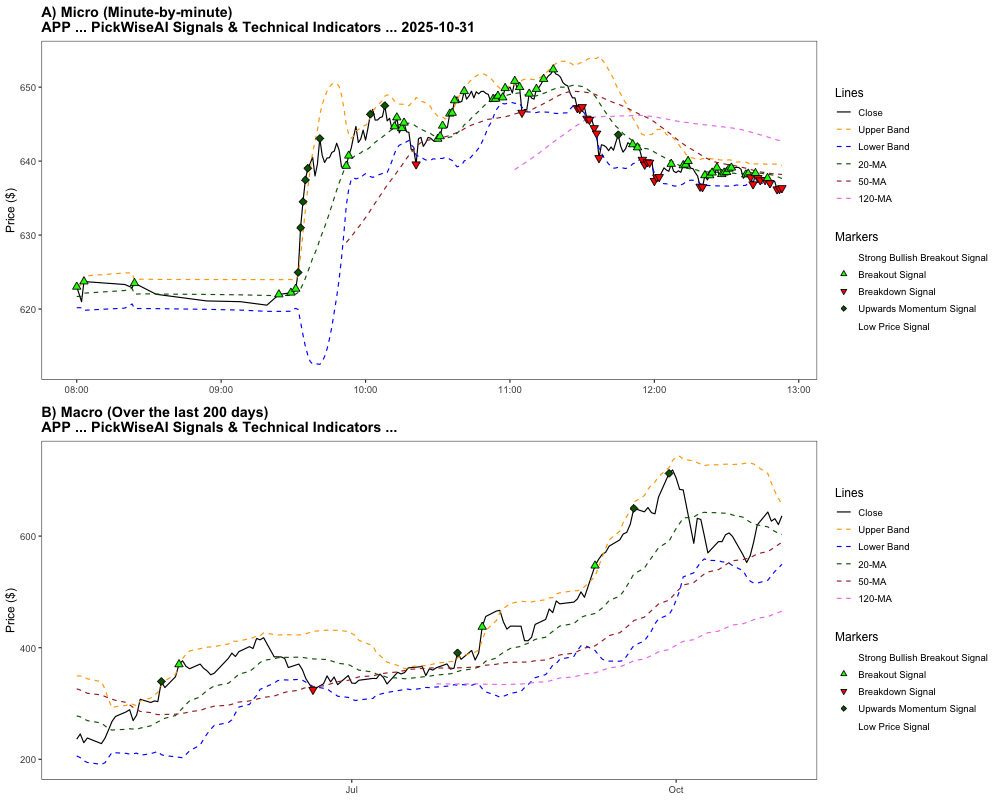 A) Micro (Minute-by-minute)
APP ... PickWiseAI Signals & Technical Indicators ... 2025-10-31
Price ($)
650
640
630
620
08:00
09:00
10:00
11:00
12:00
13:00
Lines
Close
Upper Band
Lower Band
20-MA
50-MA
120-MA
Markers
Strong Bullish Breakout Signal
Breakout Signal
Breakdown Signal
Upwards Momentum Signal
Low Price Signal
B) Macro (Over the last 200 days)
APP ... PickWiseAI Signals & Technical Indicators ...
Price ($)
600
400
200
Jul
Oct
Lines
Close
Upper Band
Lower Band
20-MA
50-MA
120-MA
Markers
Strong Bullish Breakout Signal
Breakout Signal
Breakdown Signal
Upwards Momentum Signal
Low Price Signal